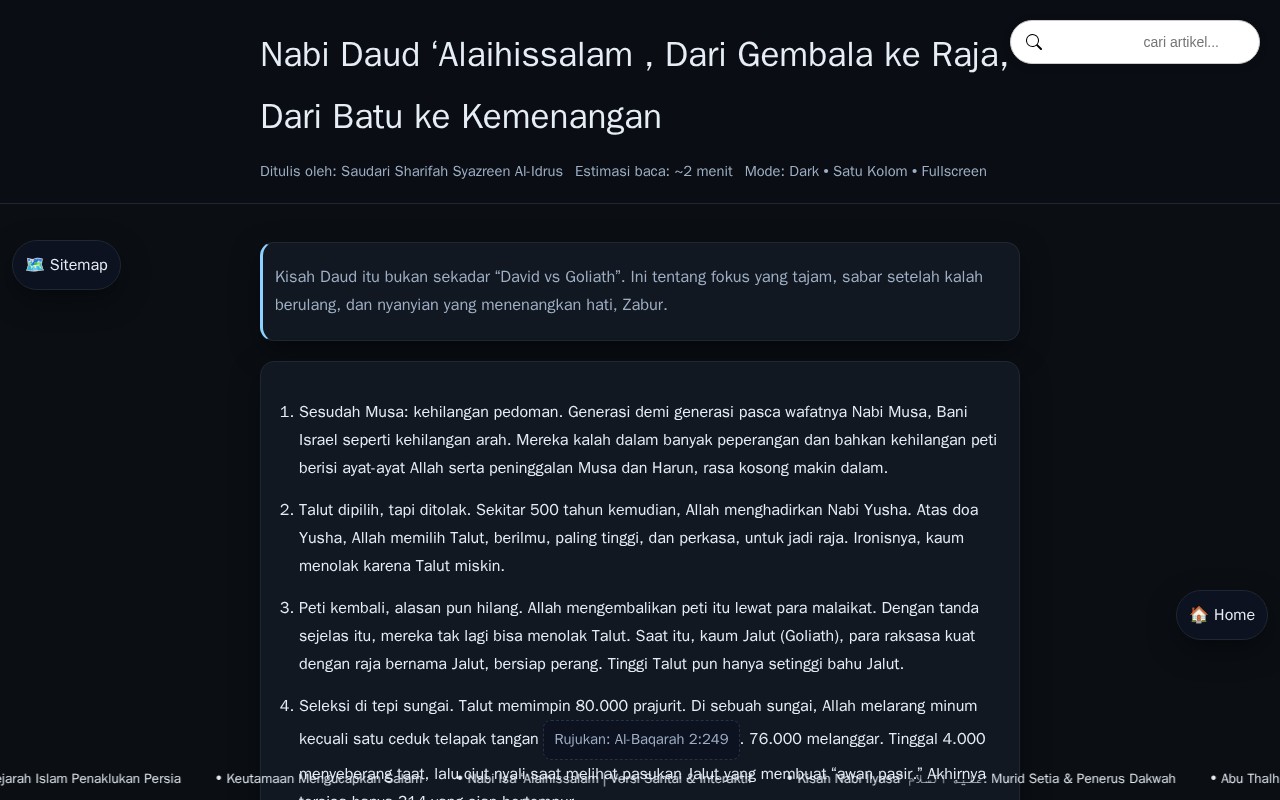 Nabi Daud ‘Alaihissalam , Dari Gembala ke Raja,
Dari Batu ke Kemenangan
cari artikel...
Ditulis oleh: Saudari Sharifah Syazreen Al-Idrus Estimasi baca: ~2 menit Mode: Dark • Satu Kolom • Fullscreen
Sitemap
Kisah Daud itu bukan sekadar “David vs Goliath”. Ini tentang fokus yang tajam, sabar setelah kalah
berulang, dan nyanyian yang menenangkan hati, Zabur.
1. Sesudah Musa: kehilangan pedoman. Generasi demi generasi pasca wafatnya Nabi Musa, Bani
Israel seperti kehilangan arah. Mereka kalah dalam banyak peperangan dan bahkan kehilangan peti
berisi ayat-ayat Allah serta peninggalan Musa dan Harun, rasa kosong makin dalam.
2. Talut dipilih, tapi ditolak. Sekitar 500 tahun kemudian, Allah menghadirkan Nabi Yusha. Atas doa
Yusha, Allah memilih Talut, berilmu, paling tinggi, dan perkasa, untuk jadi raja. Ironisnya, kaum
menolak karena Talut miskin.
3. Peti kembali, alasan pun hilang. Allah mengembalikan peti itu lewat para malaikat. Dengan tanda
sejelas itu, mereka tak lagi bisa menolak Talut. Saat itu, kaum Jalut (Goliath), para raksasa kuat
dengan raja bernama Jalut, bersiap perang. Tinggi Talut pun hanya setinggi bahu Jalut.
Home
4. Seleksi di tepi sungai. Talut memimpin 80.000 prajurit. Di sebuah sungai, Allah melarang minum
kecuali satu ceduk telapak tangan Rujukan: Al-Baqarah 2:249 . 76.000 melanggar. Tinggal 4.000
menyeberang taat, lalu ciut nyali saat melihat pasukan Jalut yang membuat “awan pasir.” Akhirnya
ejarah Islam Penaklukan Persia • Keutamaan Mengucapkan Salam • Nabi Isa ‘Alaihissalam | Versi Santai & Interaktif • Kisah Nabi Ilyasa : Murid Setia & Penerus Dakwah • Abu Thalh
tersisa hanya 314 yang siap bertempur.